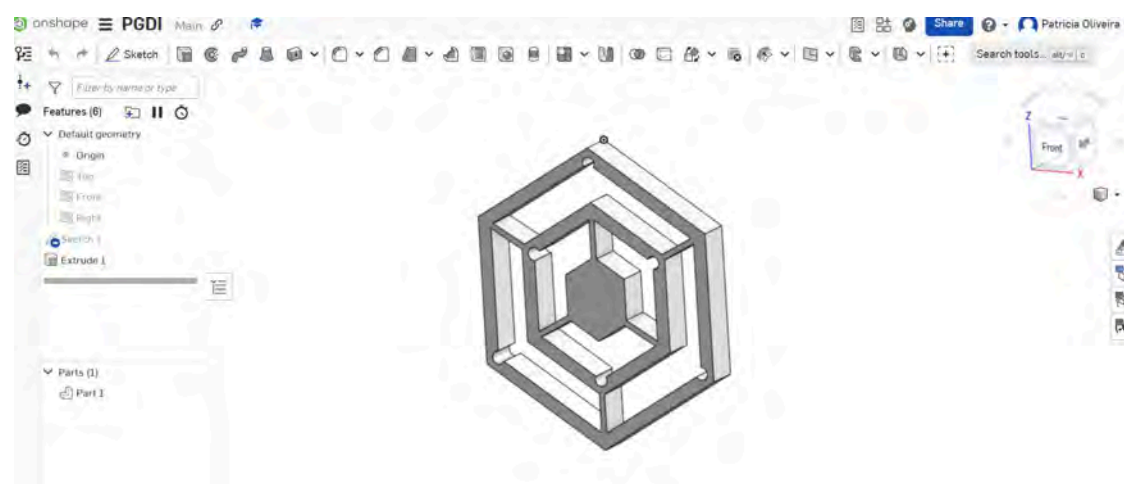 onshape PGDI Main Share Patricia Oliveira
Sketch Search tools... alt/⌥ c
Filter by name or type
Features (6)
Default geometry
Origin
Top
Front
Right
Sketch 1
Extrude 1
Parts (1)
Part 1
Z
Front
X